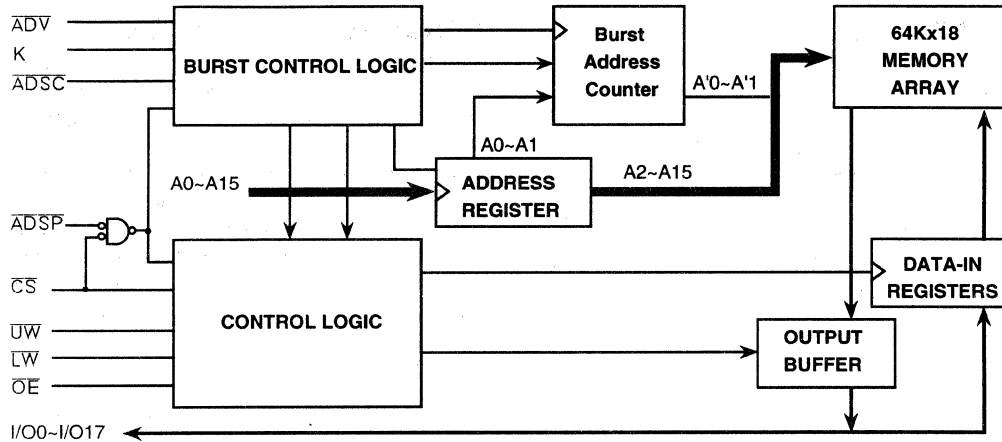 ADV
K
ADSC
BURST CONTROL LOGIC
Burst
Address
Counter
A'0~A'1
64Kx18
MEMORY
ARRAY
A0~A1
A0~A15
ADDRESS
REGISTER
A2~A15
ADSP
CS
UW
LW
OE
CONTROL LOGIC
DATA-IN
REGISTERS
OUTPUT
BUFFER
I/O0~I/O17